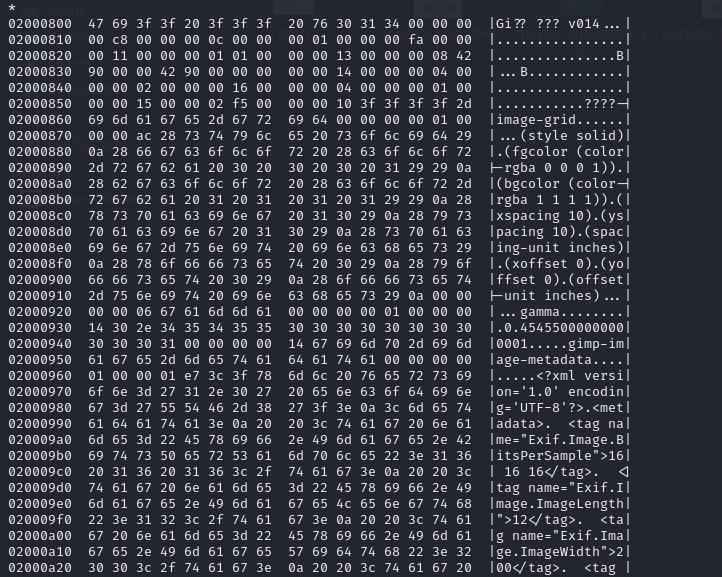 *
02000800  47 69 3f 3f 20 3f 3f 3f  20 76 30 31 34 00 00 00  |Gi?? ??? v014...|
02000810  00 c8 00 00 00 0c 00 00  00 01 00 00 00 fa 00 00  |................|
02000820  00 11 00 00 00 01 01 00  00 00 13 00 00 00 08 42  |...............B|
02000830  90 00 00 42 90 00 00 00  00 00 14 00 00 00 04 00  |...B............|
02000840  00 00 02 00 00 00 16 00  00 00 04 00 00 00 01 00  |................|
02000850  00 00 15 00 00 02 f5 00  00 00 10 3f 3f 3f 3f 2d  |...........????-|
02000860  69 6d 61 67 65 2d 67 72  69 64 00 00 00 00 01 00  |image-grid......|
02000870  00 00 ac 28 73 74 79 6c  65 20 73 6f 6c 69 64 29  |...(style solid)|
02000880  0a 28 66 67 63 6f 6c 6f  72 20 28 63 6f 6c 6f 72  |.(fgcolor (color|
02000890  2d 72 67 62 61 20 30 20  30 20 30 20 31 29 29 0a  |-rgba 0 0 0 1)).|
020008a0  28 62 67 63 6f 6c 6f 72  20 28 63 6f 6c 6f 72 2d  |(bgcolor (color-|
020008b0  72 67 62 61 20 31 20 31  20 31 20 31 29 29 0a 28  |rgba 1 1 1 1)).(|
020008c0  78 73 70 61 63 69 6e 67  20 31 30 29 0a 28 79 73  |xspacing 10).(ys|
020008d0  70 61 63 69 6e 67 20 31  30 29 0a 28 73 70 61 63  |pacing 10).(spac|
020008e0  69 6e 67 2d 75 6e 69 74  20 69 6e 63 68 65 73 29  |ing-unit inches)|
020008f0  0a 28 78 6f 66 66 73 65  74 20 30 29 0a 28 79 6f  |.(xoffset 0).(yo|
02000900  66 66 73 65 74 20 30 29  0a 28 6f 66 66 73 65 74  |ffset 0).(offset|
02000910  2d 75 6e 69 74 20 69 6e  63 68 65 73 29 0a 00 00  |-unit inches)...|
02000920  00 00 06 67 61 6d 6d 61  00 00 00 00 01 00 00 00  |...gamma........|
02000930  14 30 2e 34 35 34 35 35  30 30 30 30 30 30 30 30  |.0.4545500000000|
02000940  30 30 30 31 00 00 00 00  14 67 69 6d 70 2d 69 6d  |0001.....gimp-im|
02000950  61 67 65 2d 6d 65 74 61  64 61 74 61 00 00 00 00  |age-metadata....|
02000960  01 00 00 01 e7 3c 3f 78  6d 6c 20 76 65 72 73 69  |.....<?xml versi|
02000970  6f 6e 3d 27 31 2e 30 27  20 65 6e 63 6f 64 69 6e  |on='1.0' encodin|
02000980  67 3d 27 55 54 46 2d 38  27 3f 3e 0a 3c 6d 65 74  |g='UTF-8'?>.<met|
02000990  61 64 61 74 61 3e 0a 20  20 3c 74 61 67 20 6e 61  |adata>.  <tag na|
020009a0  6d 65 3d 22 45 78 69 66  2e 49 6d 61 67 65 2e 42  |me="Exif.Image.B|
020009b0  69 74 73 50 65 72 53 61  6d 70 6c 65 22 3e 31 36  |itsPerSample">16|
020009c0  20 31 36 20 31 36 3c 2f  74 61 67 3e 0a 20 20 3c  | 16 16</tag>.  <|
020009d0  74 61 67 20 6e 61 6d 65  3d 22 45 78 69 66 2e 49  |tag name="Exif.I|
020009e0  6d 61 67 65 2e 49 6d 61  67 65 4c 65 6e 67 74 68  |mage.ImageLength|
020009f0  22 3e 31 32 3c 2f 74 61  67 3e 0a 20 20 3c 74 61  |">12</tag>.  <ta|
02000a00  67 20 6e 61 6d 65 3d 22  45 78 69 66 2e 49 6d 61  |g name="Exif.Ima|
02000a10  67 65 2e 49 6d 61 67 65  57 69 64 74 68 22 3e 32  |ge.ImageWidth">2|
02000a20  30 30 3c 2f 74 61 67 3e  0a 20 20 3c 74 61 67 20  |00</tag>.  <tag |